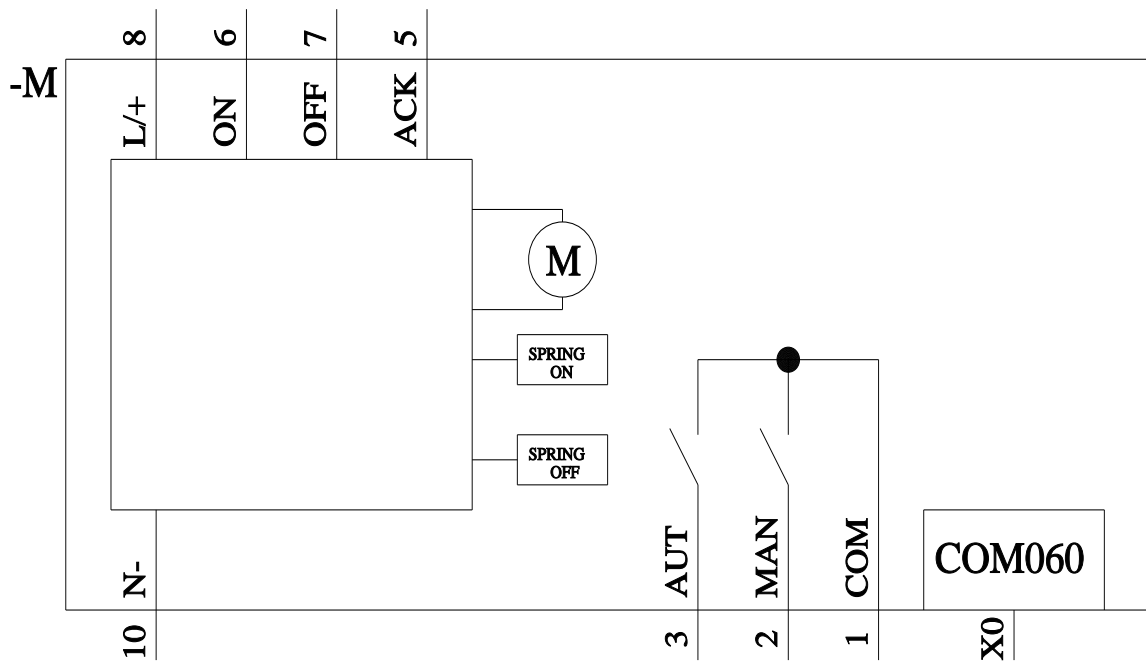 8 6 7 5
-M
L/+ ON OFF ACK
M
SPRING
ON
SPRING
OFF
N- AUT MAN COM
COM060
10 3 2 1 X0